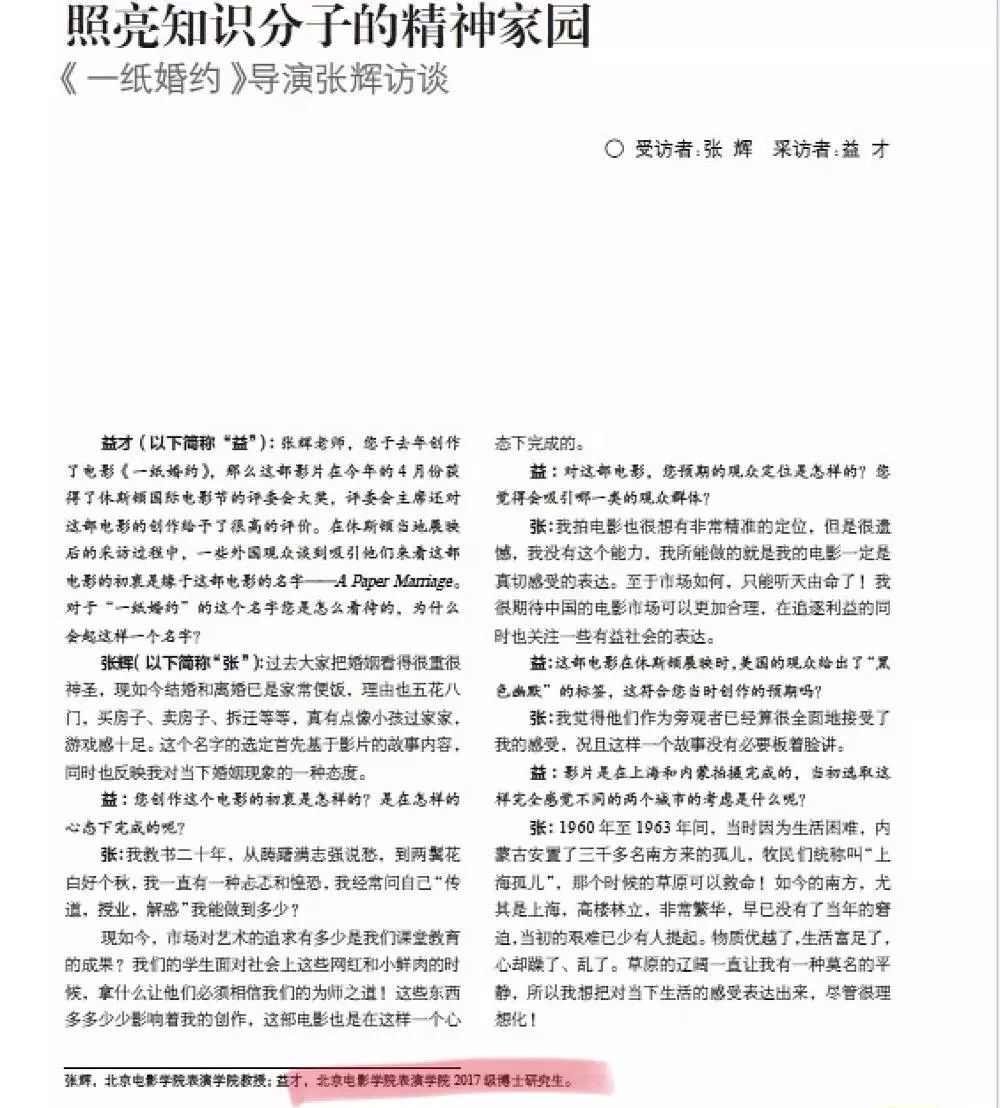 照亮知识分子的精神家园
《一纸婚约》导演张辉访谈
○ 受访者:张 辉 采访者:益 才
益才(以下简称“益”):张辉老师，您于去年创作
了电影《一纸婚约》，那么这部影片在今年的4月份获
得了休斯顿国际电影节的评委会大奖，评委会主席还对
这部电影的创作给予了很高的评价。在休斯顿当地展映
后的采访过程中，一些外国观众谈到吸引他们来看这部
电影的初衷是缘于这部电影的名字——A Paper Marriage。
对于“一纸婚约”的这个名字您是怎么看待的，为什么
会起这样一个名字？
张辉(以下简称“张”):过去大家把婚姻看得很重很
神圣，现如今结婚和离婚已是家常便饭，理由也五花八
门，买房子、卖房子、拆迁等等，真有点像小孩过家家，
游戏感十足。这个名字的选定首先基于影片的故事内容，
同时也反映我对当下婚姻现象的一种态度。
益：您创作这个电影的初衷是怎样的？是在怎样的
心态下完成的呢？
张:我教书二十年，从蓓曙满志强说愁，到两鬓花
白好个秋，我一直有一种忐忑和惶恐，我经常问自己“传
道，授业，解惑”我能做到多少？
现如今，市场对艺术的追求有多少是我们课堂教育
的成果？我们的学生面对社会上这些网红和小鲜肉的时
候，拿什么让他们必须相信我们的为师之道！这些东西
多多少少影响着我的创作，这部电影也是在这样一个心
态下完成的。
益：对这部电影，您预期的观众定位是怎样的？您
觉得会吸引哪一类的观众群体？
张:我拍电影也很想有非常精准的定位，但是很遗
憾，我没有这个能力，我所能做的就是我的电影一定是
真切感受的表达。至于市场如何，只能听天由命了！我
很期待中国的电影市场可以更加合理，在追逐利益的同
时也关注一些有益社会的表达。
益:这部电影在休斯顿展映时,美国的观众给出了“黑
色幽默”的标签，这符合您当时创作的预期吗？
张:我觉得他们作为旁观者已经算很全面地接受了
我的感受，况且这样一个故事没有必要板着脸讲。
益：影片是在上海和内蒙拍摄完成的，当初选取这
样完全感觉不同的两个城市的考虑是什么呢？
张: 1960年至1963年间，当时因为生活困难，内
蒙古安置了三千多名南方来的孤儿，牧民们统称叫“上
海孤儿”，那个时候的草原可以救命！如今的南方，尤
其是上海，高楼林立，非常繁华，早已没有了当年的窘
迫,当初的艰难已少有人提起。物质优越了,生活富足了，
心却躁了、乱了。草原的辽阔一直让我有一种莫名的平
静，所以我想把对当下生活的感受表达出来，尽管很理
想化！
张辉，北京电影学院表演学院教授；益才，北京电影学院表演学院2017级博士研究生。